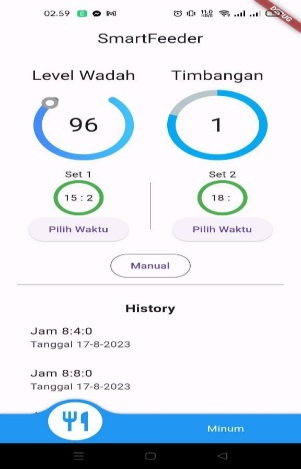 02.59
DEBUG
SmartFeeder
Level Wadah
Timbangan
96
1
Set 1
Set 2
15 : 2
18 :
Pilih Waktu
Pilih Waktu
Manual
History
Jam 8:4:0
Tanggal 17-8-2023
Jam 8:8:0
Tanggal 17-8-2023
Minum